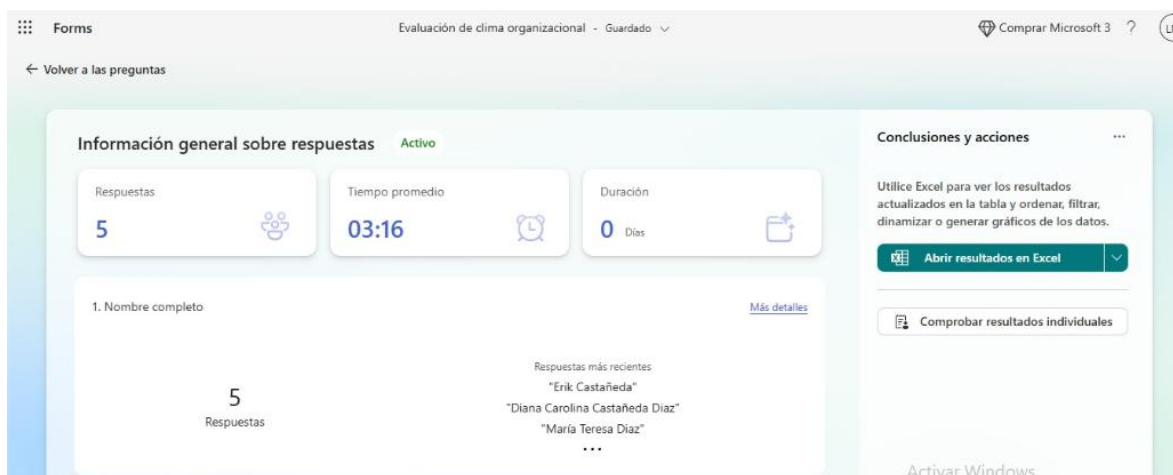 Forms
Evaluación de clima organizacional - Guardado
Comprar Microsoft 3 ?
Volver a las preguntas
Información general sobre respuestas Activo
Respuestas
5
Tiempo promedio
03:16
Duración
0 Días
1. Nombre completo
Más detalles
5
Respuestas
Respuestas más recientes
"Erik Castañeda"
"Diana Carolina Castañeda Diaz"
"María Teresa Diaz"
...
Conclusiones y acciones ...
Utilice Excel para ver los resultados
actualizados en la tabla y ordenar, filtrar,
dinamizar o generar gráficos de los datos.
Abrir resultados en Excel
Comprobar resultados individuales
Activar Windows